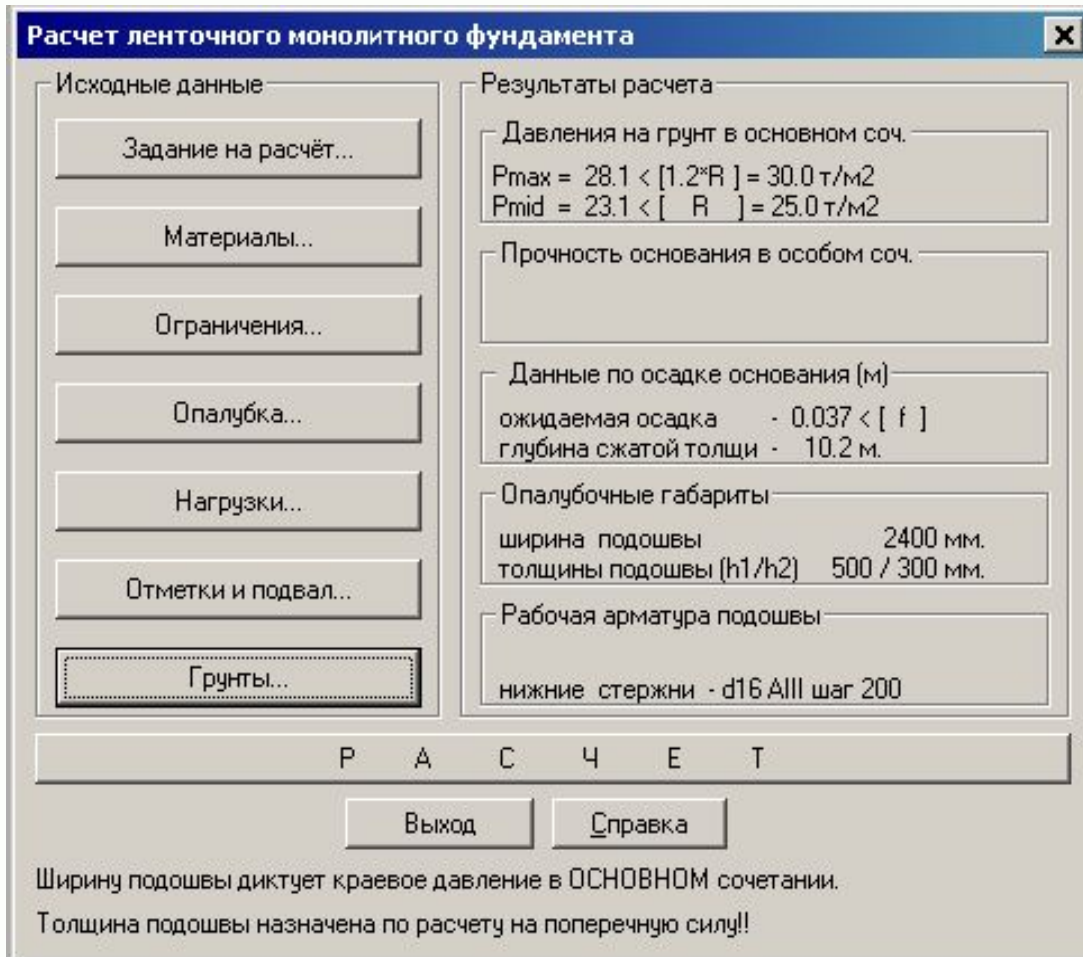 Расчет ленточного монолитного фундамента
Исходные данные
Задание на расчёт...
Материалы...
Ограничения...
Опалубка...
Нагрузки...
Отметки и подвал...
Грунты...
Результаты расчета
Давления на грунт в основном соч.
Pmax = 28.1 < [1.2*R ] = 30.0 т/м2
Pmid = 23.1 < [ R ] = 25.0 т/м2
Прочность основания в особом соч.
Данные по осадке основания (м)
ожидаемая осадка - 0.037 < [ f ]
глубина сжатой толщи - 10.2 м.
Опалубочные габариты
ширина подошвы 2400 мм.
толщины подошвы (h1/h2) 500 / 300 мм.
Рабочая арматура подошвы
нижние стержни - d16 AIII шаг 200
Р А С Ч Е Т
Выход
Справка
Ширину подошвы диктует краевое давление в ОСНОВНОМ сочетании.
Толщина подошвы назначена по расчету на поперечную силу!!